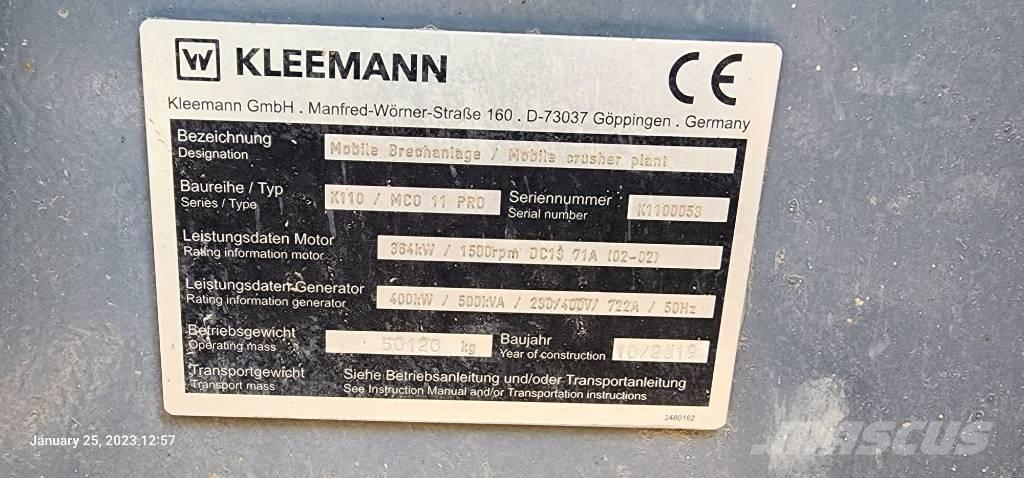 W KLEEMANN CE
Kleemann GmbH . Manfred-Wörner-Straße 160 . D-73037 Göppingen . Germany
Bezeichnung
Designation
Mobile Brechanlage / Mobile crusher plant
Baureihe / Typ
Series / Type
K110 / MCO 11 PRO
Seriennummer
Serial number
K1100053
Leistungsdaten Motor
Rating information motor
364kW / 1500rpm DC13 71A (02-02)
Leistungsdaten Generator
Rating information generator
400kW / 500kVA / 230/400V/ 722A / 50Hz
Betriebsgewicht
Operating mass
50120 kg
Baujahr
Year of construction
10/2019
Transportgewicht
Transport mass
Siehe Betriebsanleitung und/oder Transportanleitung
See Instruction Manual and/or Transportation instructions
2480162
January 25, 2023,12:57
MASCUS